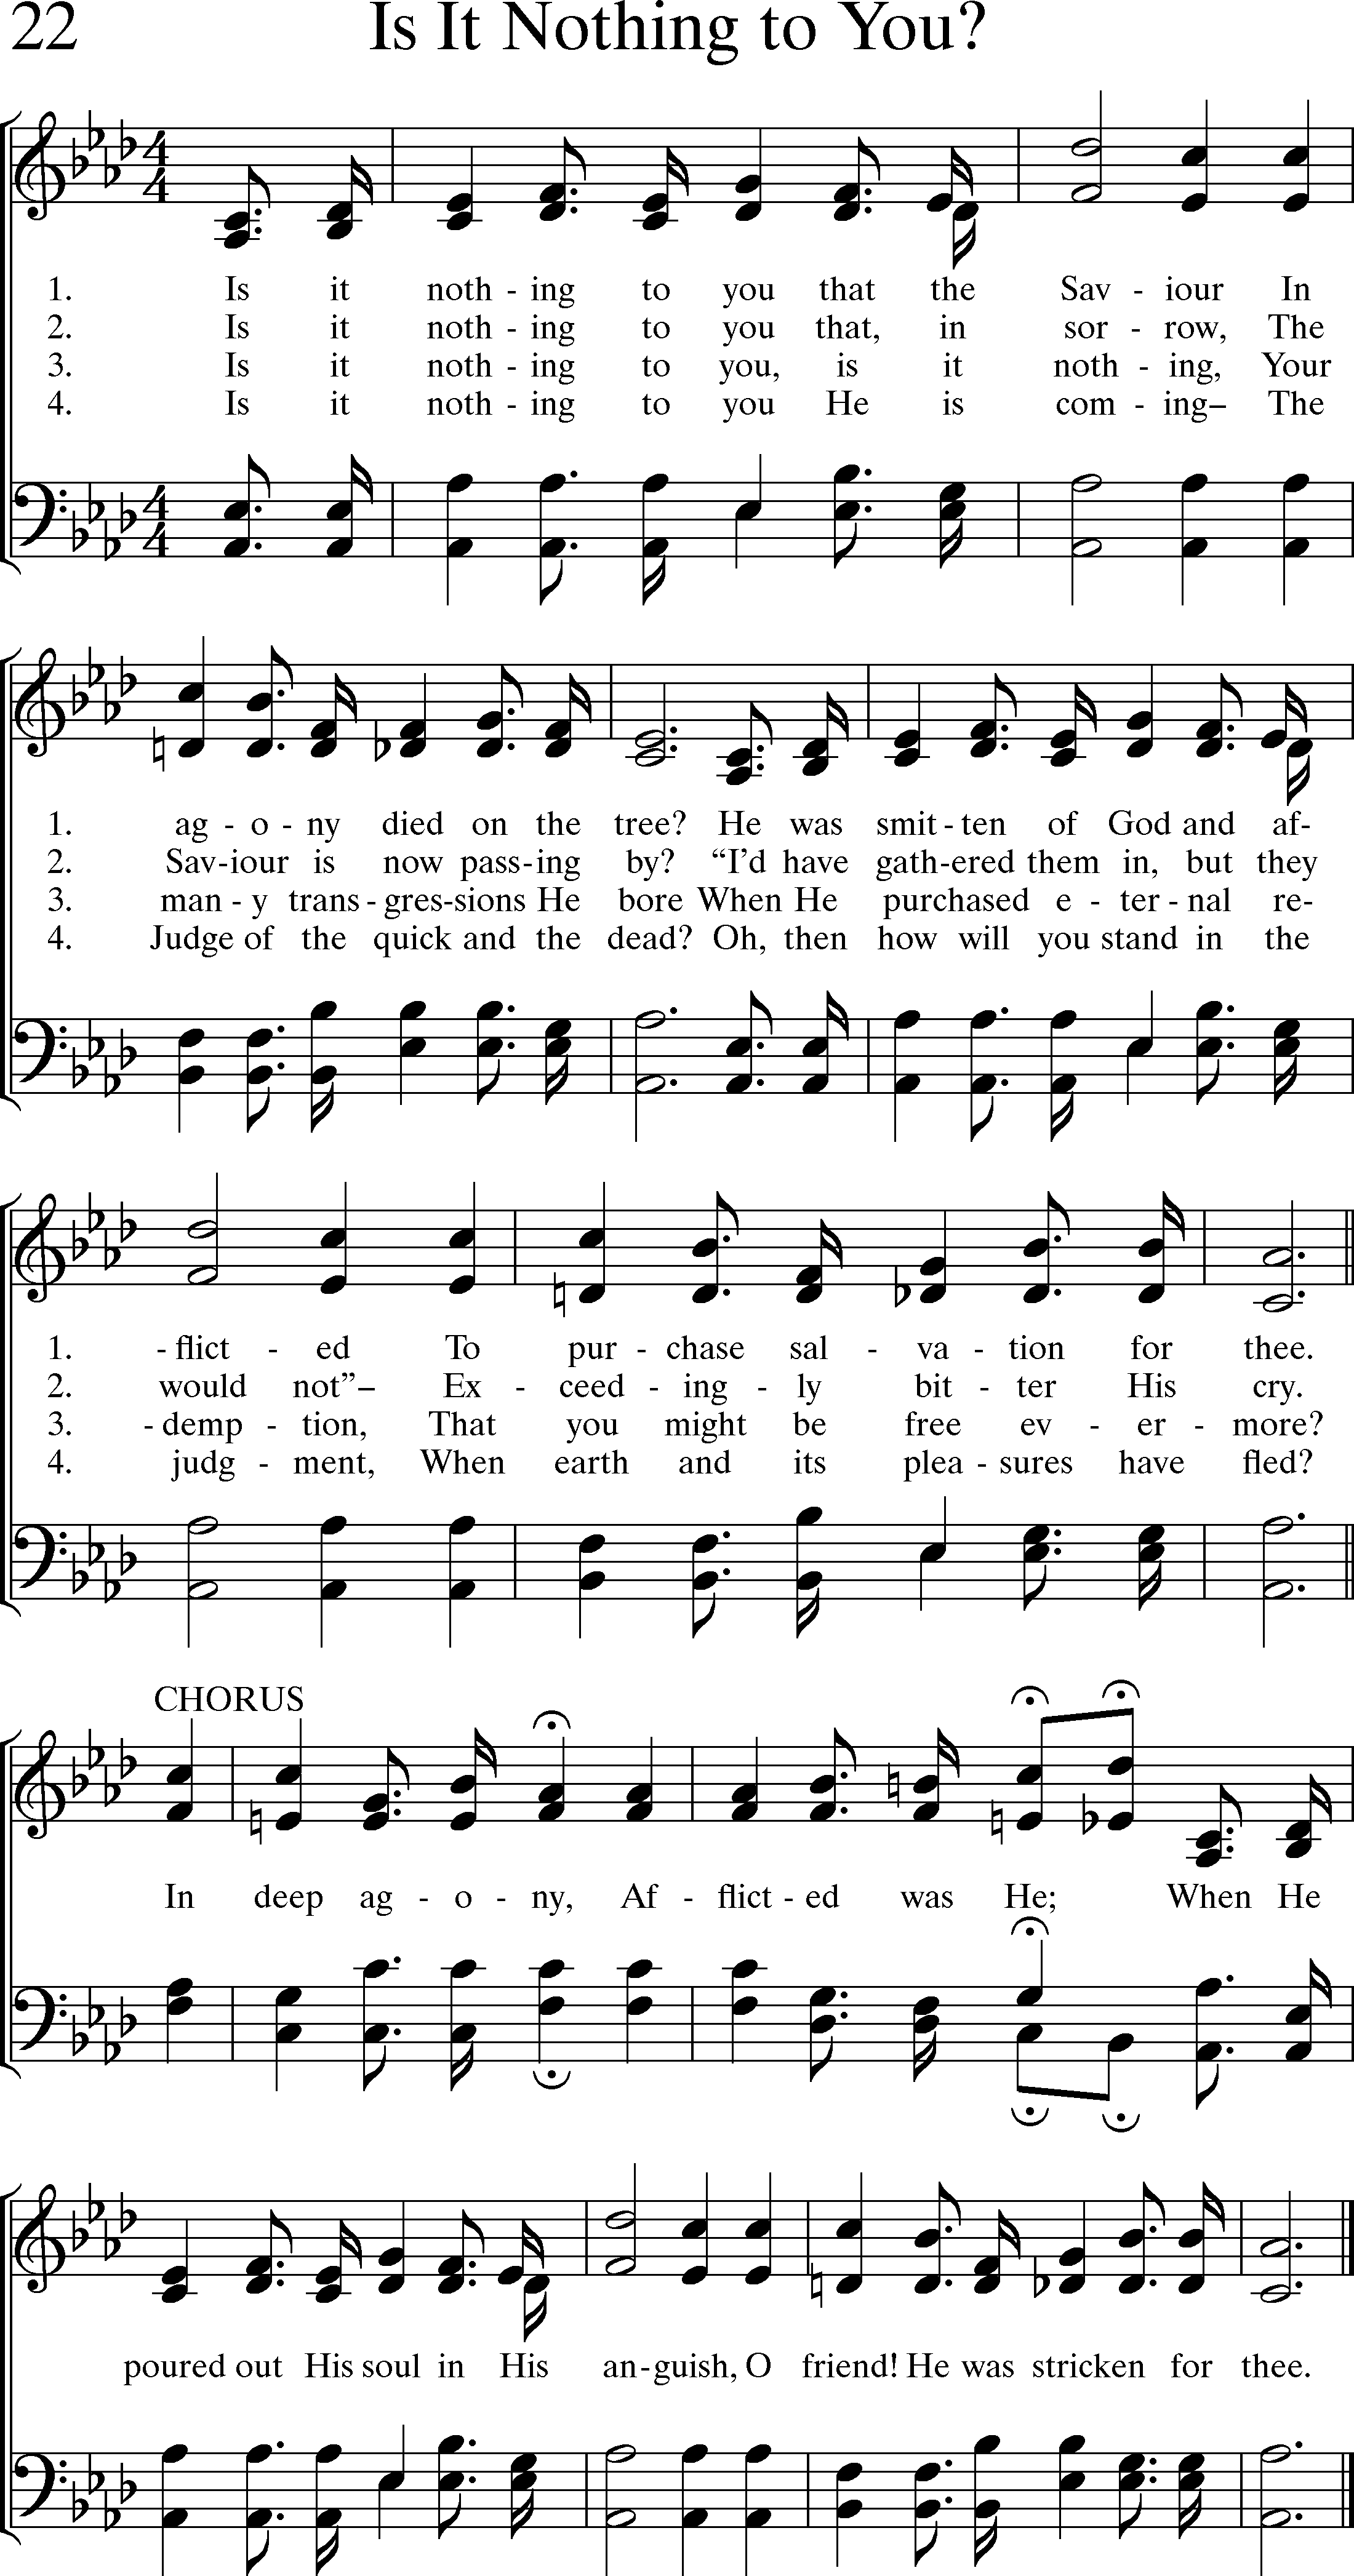 22 Is It Nothing to You?
4 4
1. Is it noth - ing to you that the Sav - iour In
2. Is it noth - ing to you that, in sor - row, The
3. Is it noth - ing to you, is it noth - ing, Your
4. Is it noth - ing to you He is com - ing– The
4 4
1. ag - o - ny died on the tree? He was smit - ten of God and af-
2. Sav - iour is now pass - ing by? “I’d have gath - ered them in, but they
3. man - y trans - gres - sions He bore When He purchased e - ter - nal re-
4. Judge of the quick and the dead? Oh, then how will you stand in the
1. - flict - ed To pur - chase sal - va - tion for thee.
2. would not”– Ex - ceed - ing - ly bit - ter His cry.
3. - demp - tion, That you might be free ev - er - more?
4. judg - ment, When earth and its plea - sures have fled?
CHORUS
In deep ag - o - ny, Af - flict - ed was He; When He
poured out His soul in His an - guish, O friend! He was stricken for thee.